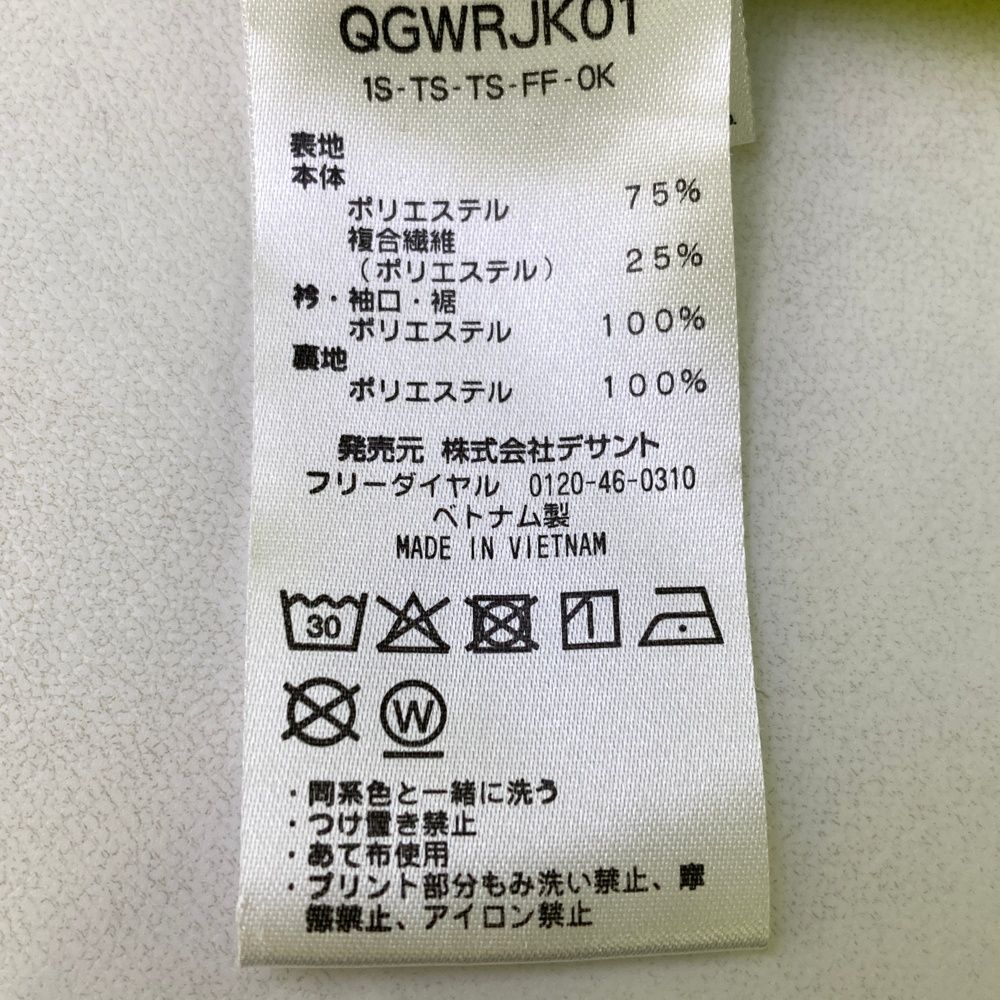 QGWRJK01
1S-TS-TS-FF-OK
表地
本体
ポリエステル 75%
複合繊維
(ポリエステル) 25%
衿・袖口・裾
ポリエステル 100%
裏地
ポリエステル 100%
発売元 株式会社デサント
フリーダイヤル 0120-46-0310
ベトナム製
MADE IN VIETNAM
30
W
・同系色と一緒に洗う
・つけ置き禁止
・あて布使用
・プリント部分もみ洗い禁止、摩
擦禁止、アイロン禁止